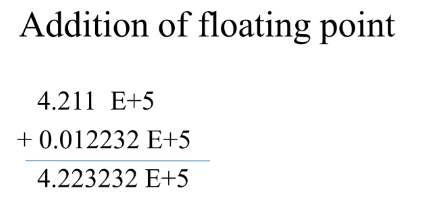 Addition of floating point
4.211 E+5
+ 0.012232 E+5
4.223232 E+5